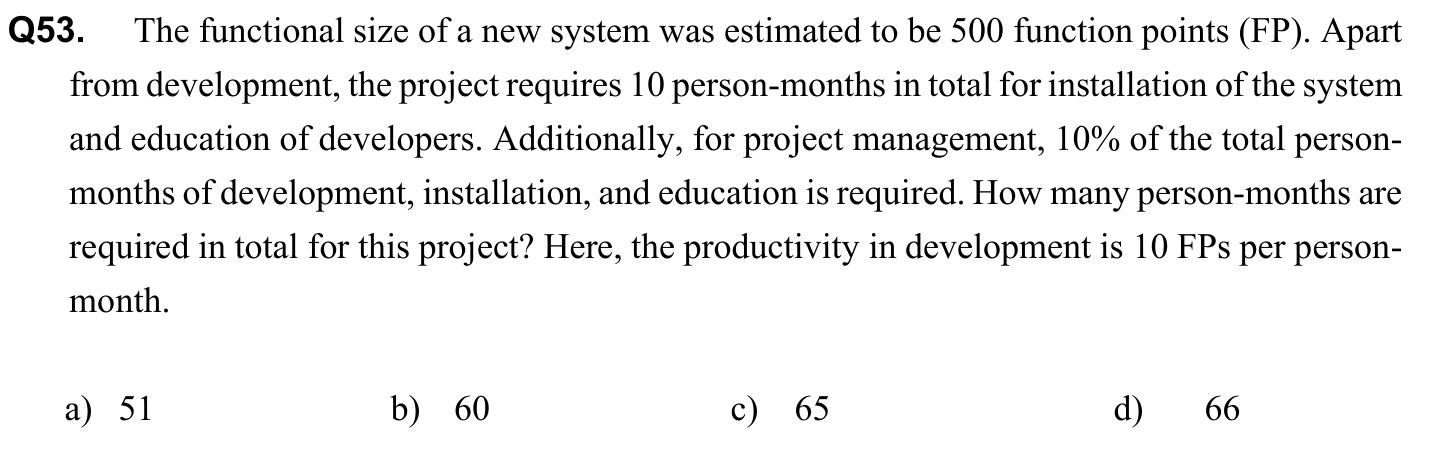 Q53. The functional size of a new system was estimated to be 500 function points (FP). Apart
from development, the project requires 10 person-months in total for installation of the system
and education of developers. Additionally, for project management, 10% of the total person-
months of development, installation, and education is required. How many person-months are
required in total for this project? Here, the productivity in development is 10 FPs per person-
month.
a) 51 b) 60 c) 65 d) 66